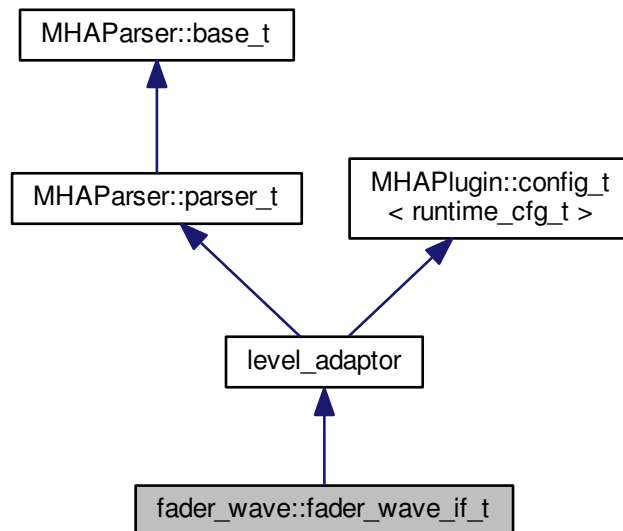 MHAParser::base_t
MHAParser::parser_t
MHAPlugin::config_t
< runtime_cfg_t >
level_adaptor
fader_wave::fader_wave_if_t